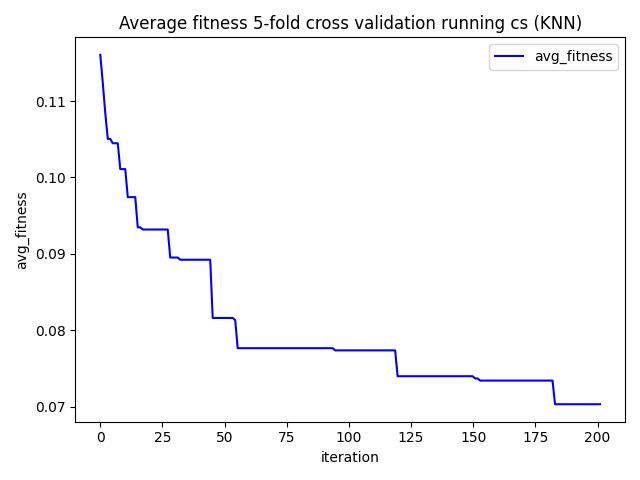 Average fitness 5-fold cross validation running cs (KNN)
avg_fitness
0.11
0.10
0.09
0.08
0.07
avg_fitness
0 25 50 75 100 125 150 175 200
iteration